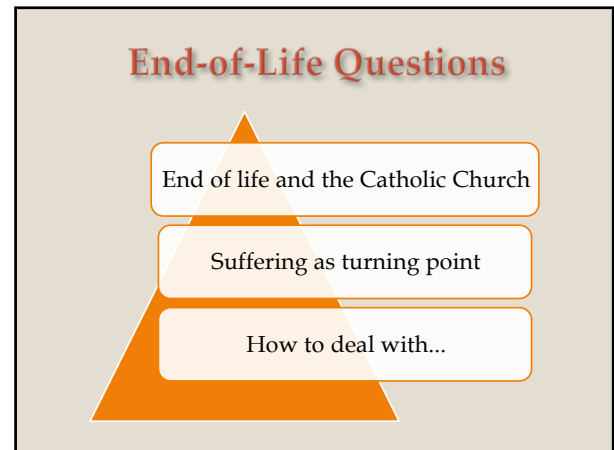 End-of-Life Questions
End of life and the Catholic Church
Suffering as turning point
How to deal with...